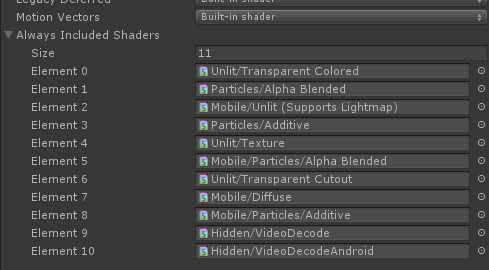 Legacy Deferred Built-in shader
Motion Vectors Built-in shader
Always Included Shaders
Size 11
Element 0 Unlit/Transparent Colored
Element 1 Particles/Alpha Blended
Element 2 Mobile/Unlit (Supports Lightmap)
Element 3 Particles/Additive
Element 4 Unlit/Texture
Element 5 Mobile/Particles/Alpha Blended
Element 6 Unlit/Transparent Cutout
Element 7 Mobile/Diffuse
Element 8 Mobile/Particles/Additive
Element 9 Hidden/VideoDecode
Element 10 Hidden/VideoDecodeAndroid